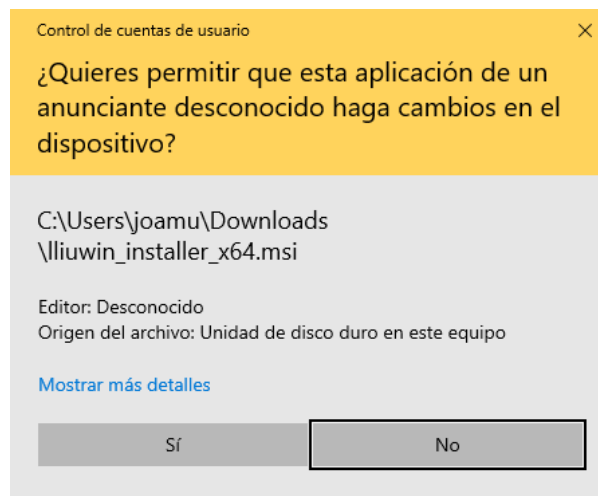 Control de cuentas de usuario
¿Quieres permitir que esta aplicación de un
anunciante desconocido haga cambios en el
dispositivo?
C:\Users\joamu\Downloads
\lliuwin_installer_x64.msi
Editor: Desconocido
Origen del archivo: Unidad de disco duro en este equipo
Mostrar más detalles
Sí
No